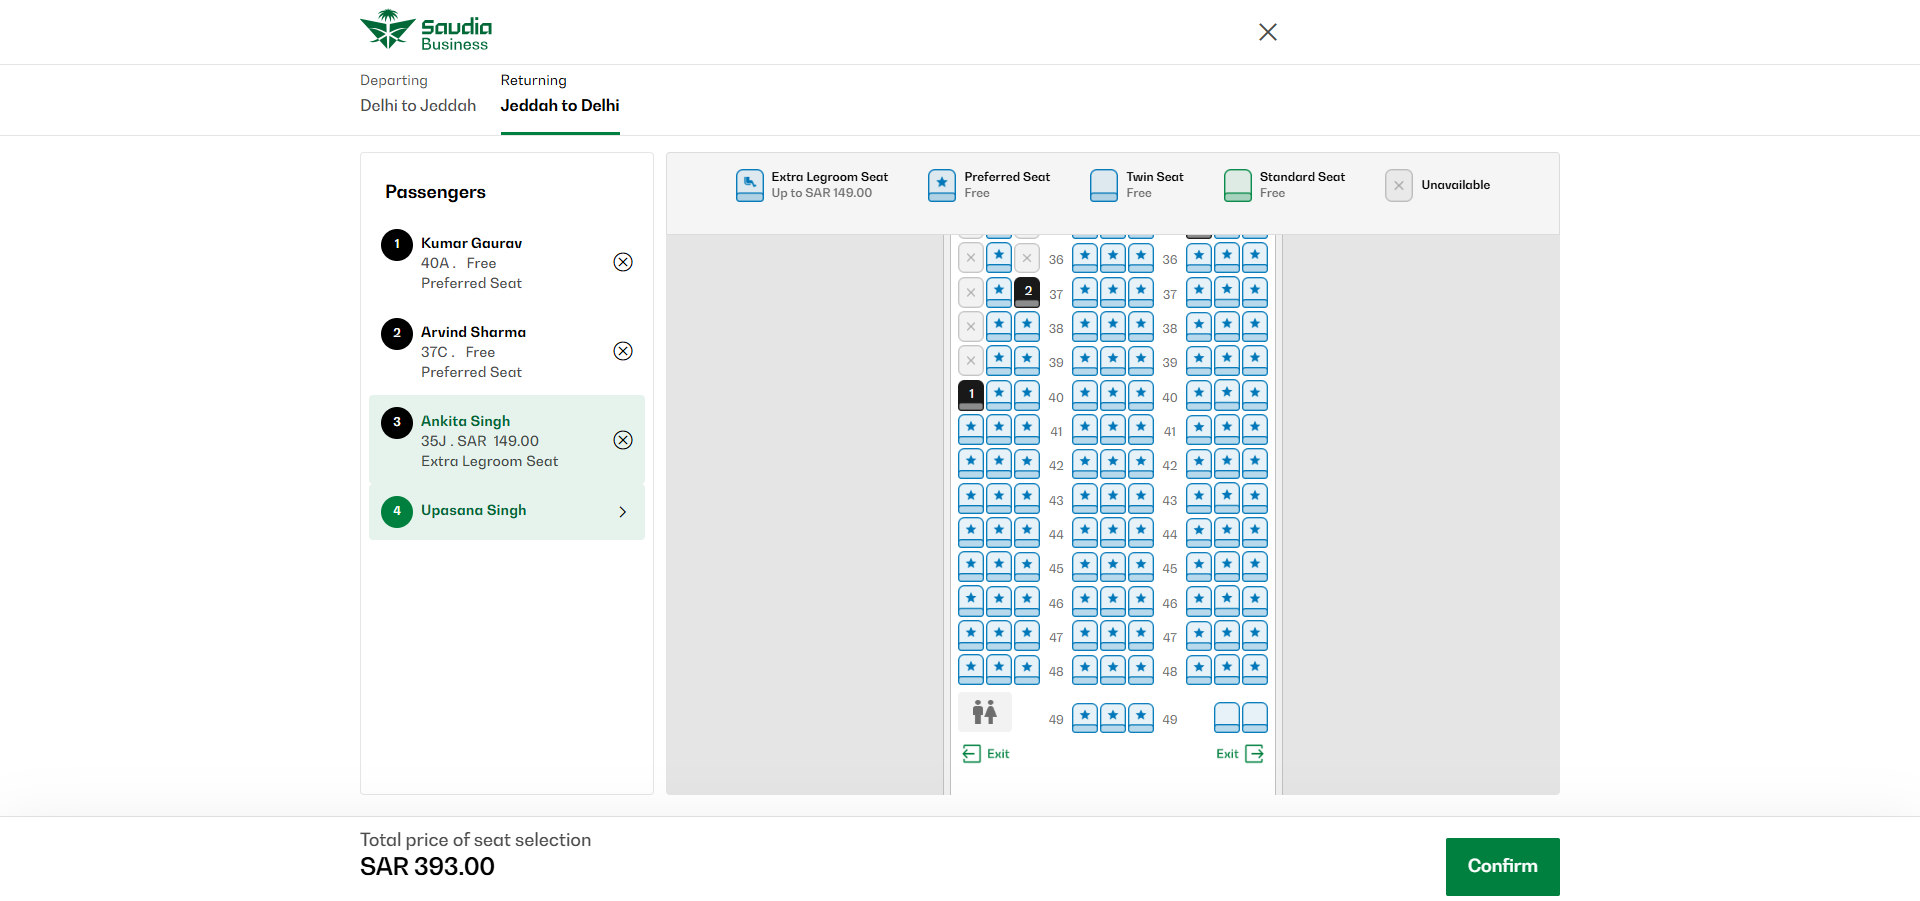 Saudia
Business
Departing
Delhi to Jeddah
Returning
Jeddah to Delhi
Passengers
1
Kumar Gaurav
40A . Free
Preferred Seat
2
Arvind Sharma
37C . Free
Preferred Seat
3
Ankita Singh
35J . SAR 149.00
Extra Legroom Seat
4
Upasana Singh
Extra Legroom Seat
Up to SAR 149.00
Preferred Seat
Free
Twin Seat
Free
Standard Seat
Free
Unavailable
36 36
2 37 37
38 38
39 39
1 40 40
41 41
42 42
43 43
44 44
45 45
46 46
47 47
48 48
49 49
Exit Exit
Total price of seat selection
SAR 393.00
Confirm